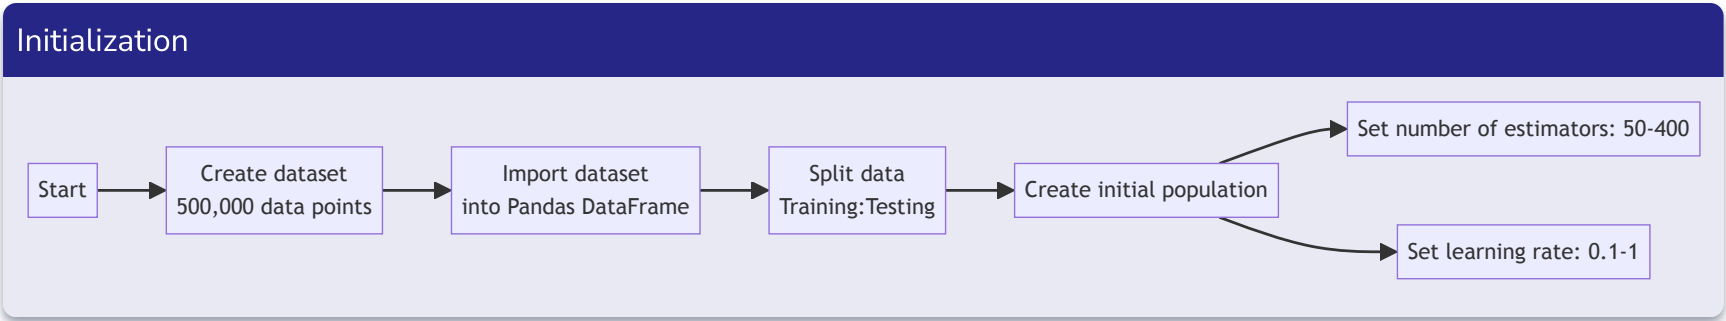 Initialization
Start
Create dataset
500,000 data points
Import dataset
into Pandas DataFrame
Split data
Training:Testing
Create initial population
Set number of estimators: 50-400
Set learning rate: 0.1-1